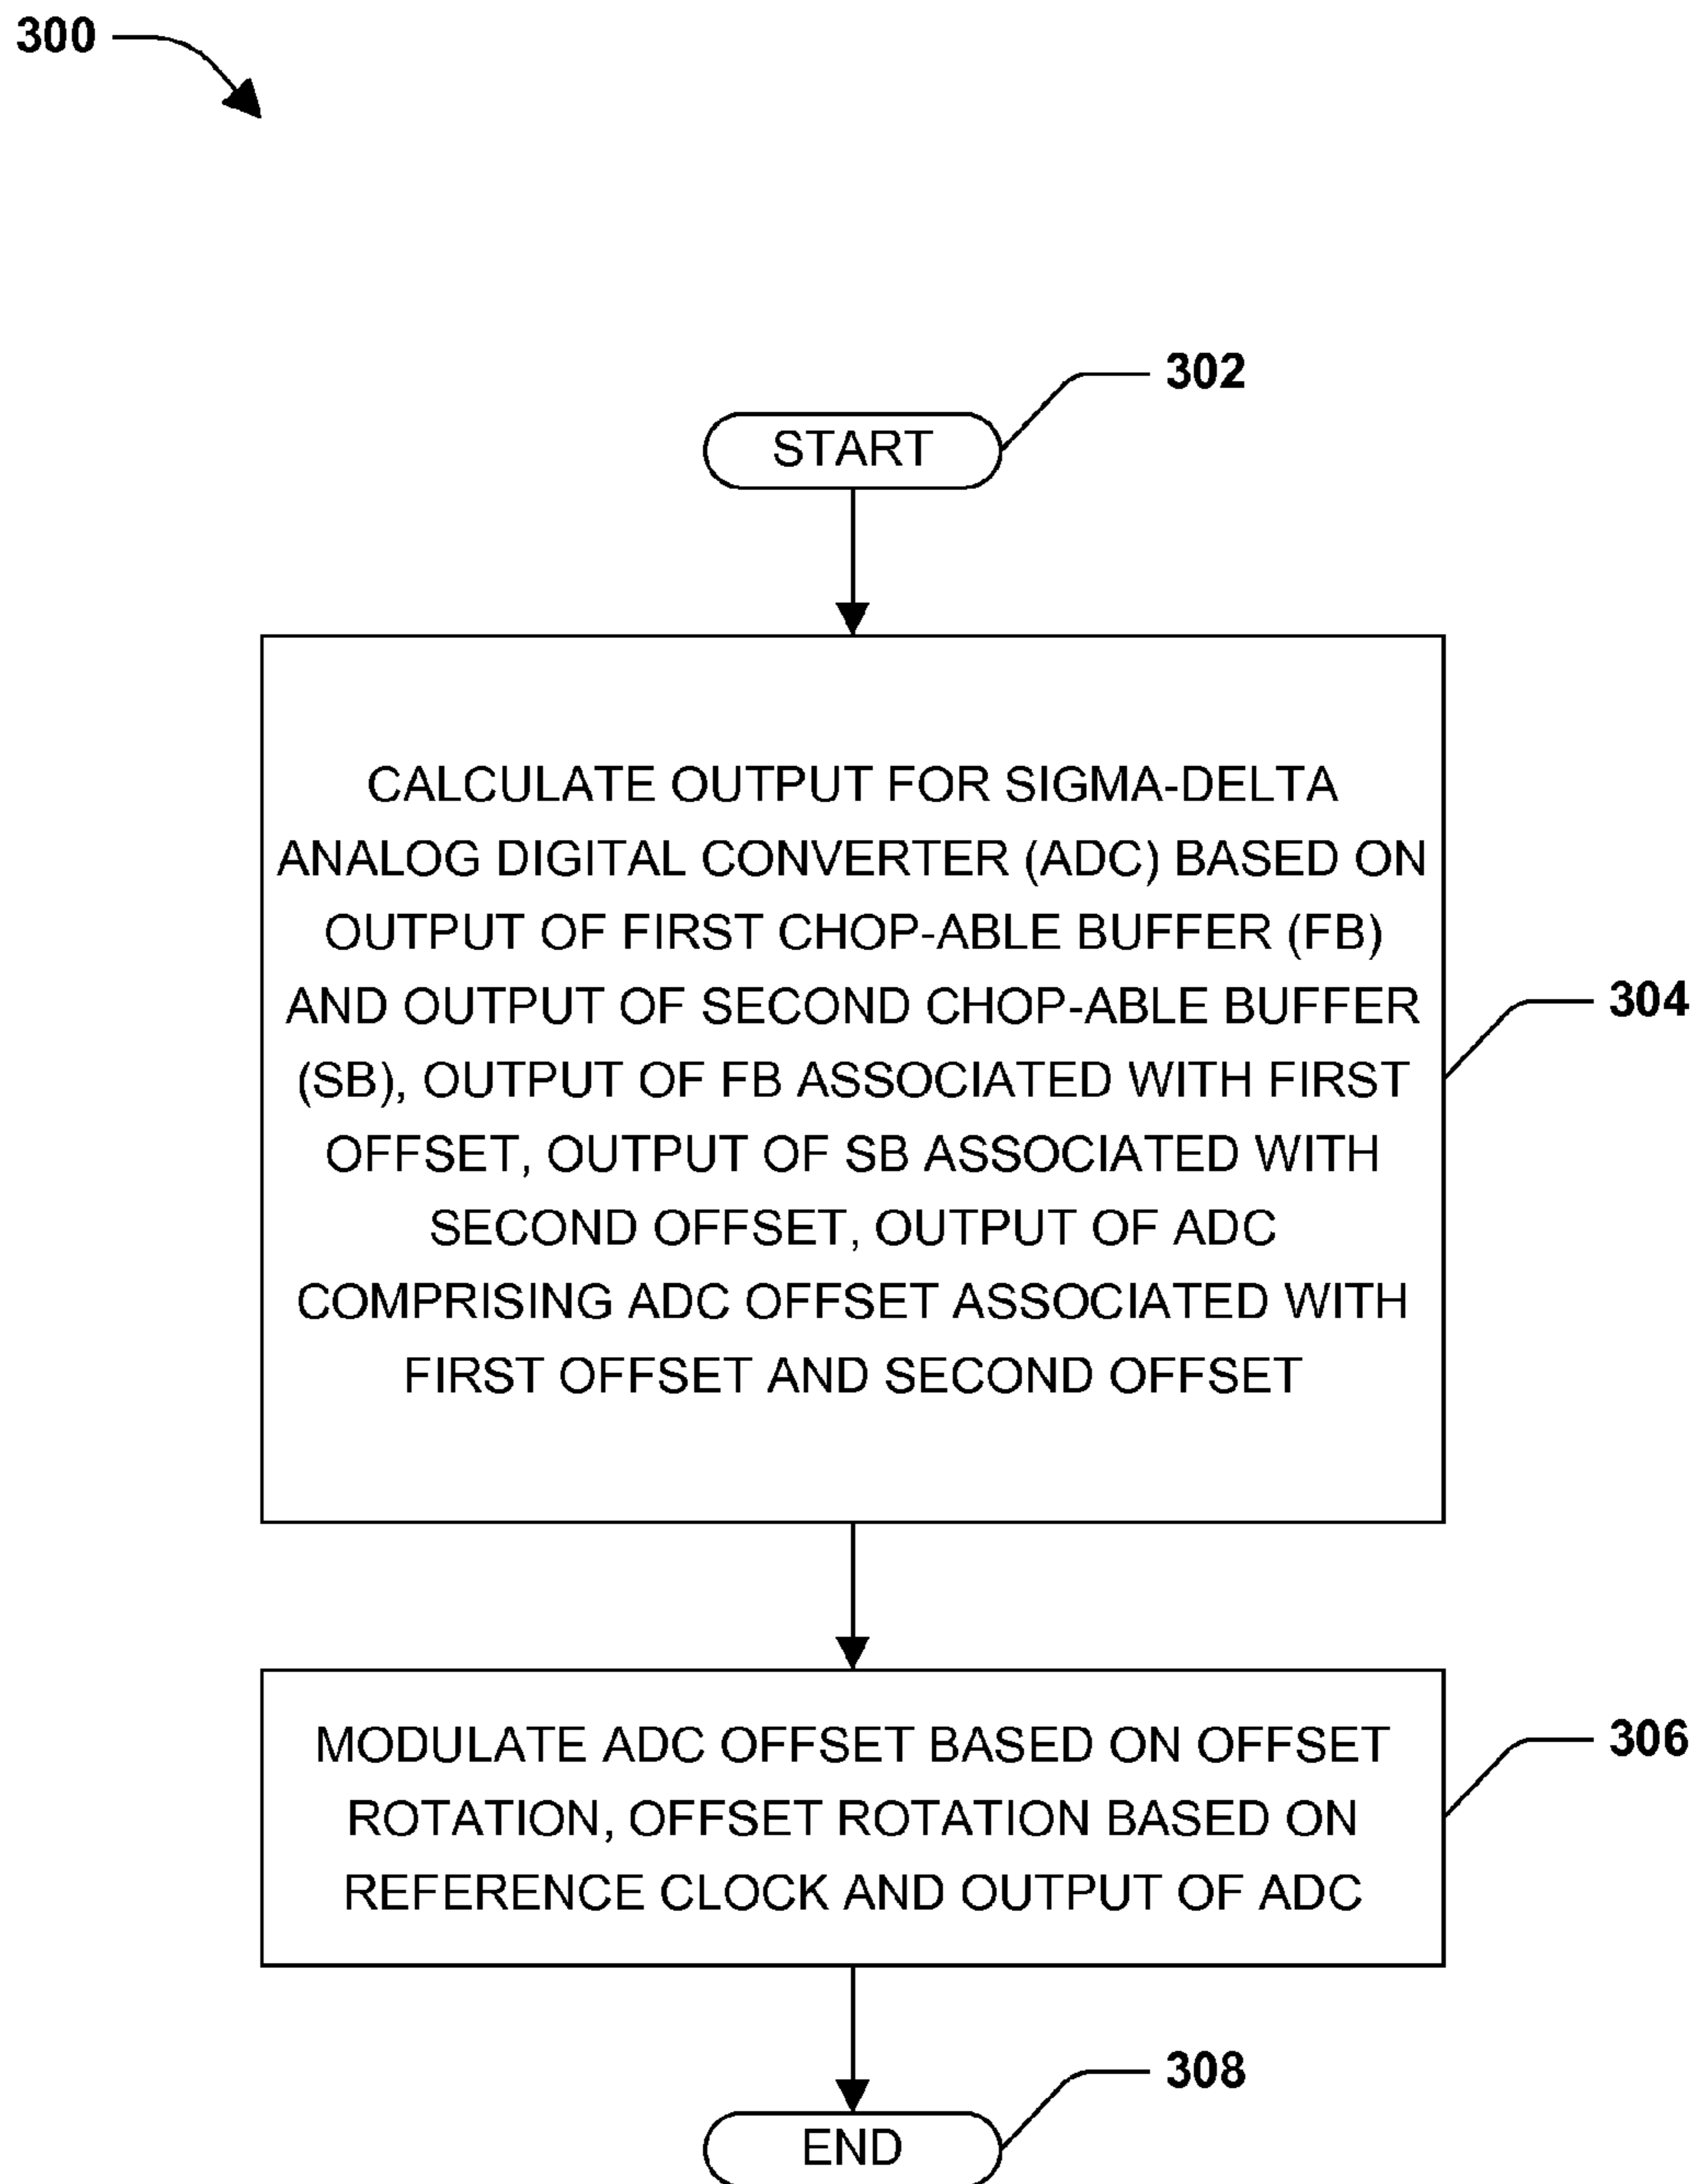 300
302
START
CALCULATE OUTPUT FOR SIGMA-DELTA
ANALOG DIGITAL CONVERTER (ADC) BASED ON
OUTPUT OF FIRST CHOP-ABLE BUFFER (FB)
AND OUTPUT OF SECOND CHOP-ABLE BUFFER
(SB), OUTPUT OF FB ASSOCIATED WITH FIRST
OFFSET, OUTPUT OF SB ASSOCIATED WITH
SECOND OFFSET, OUTPUT OF ADC
COMPRISING ADC OFFSET ASSOCIATED WITH
FIRST OFFSET AND SECOND OFFSET
304
MODULATE ADC OFFSET BASED ON OFFSET
ROTATION, OFFSET ROTATION BASED ON
REFERENCE CLOCK AND OUTPUT OF ADC
306
308
END